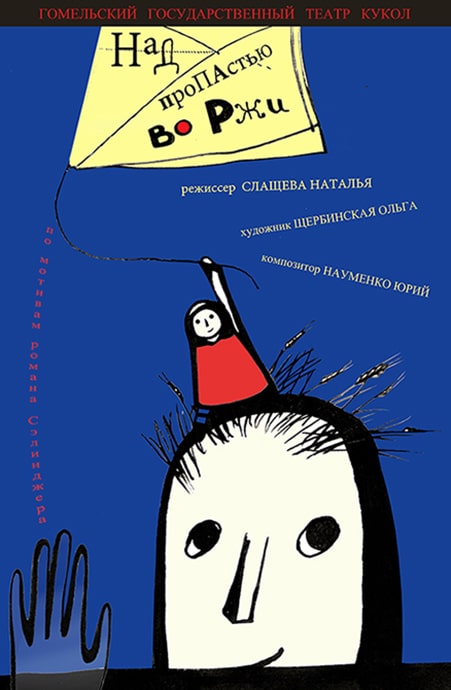 ГОМЕЛЬСКИЙ ГОСУДАРСТВЕННЫЙ ТЕАТР КУКОЛ
Над
проПАстью
во Ржи
режиссер СЛАЩЕВА НАТАЛЬЯ
художник ЩЕРБИНСКАЯ ОЛЬГА
композитор НАУМЕНКО ЮРИЙ
по мотивам романа Сэлинджера